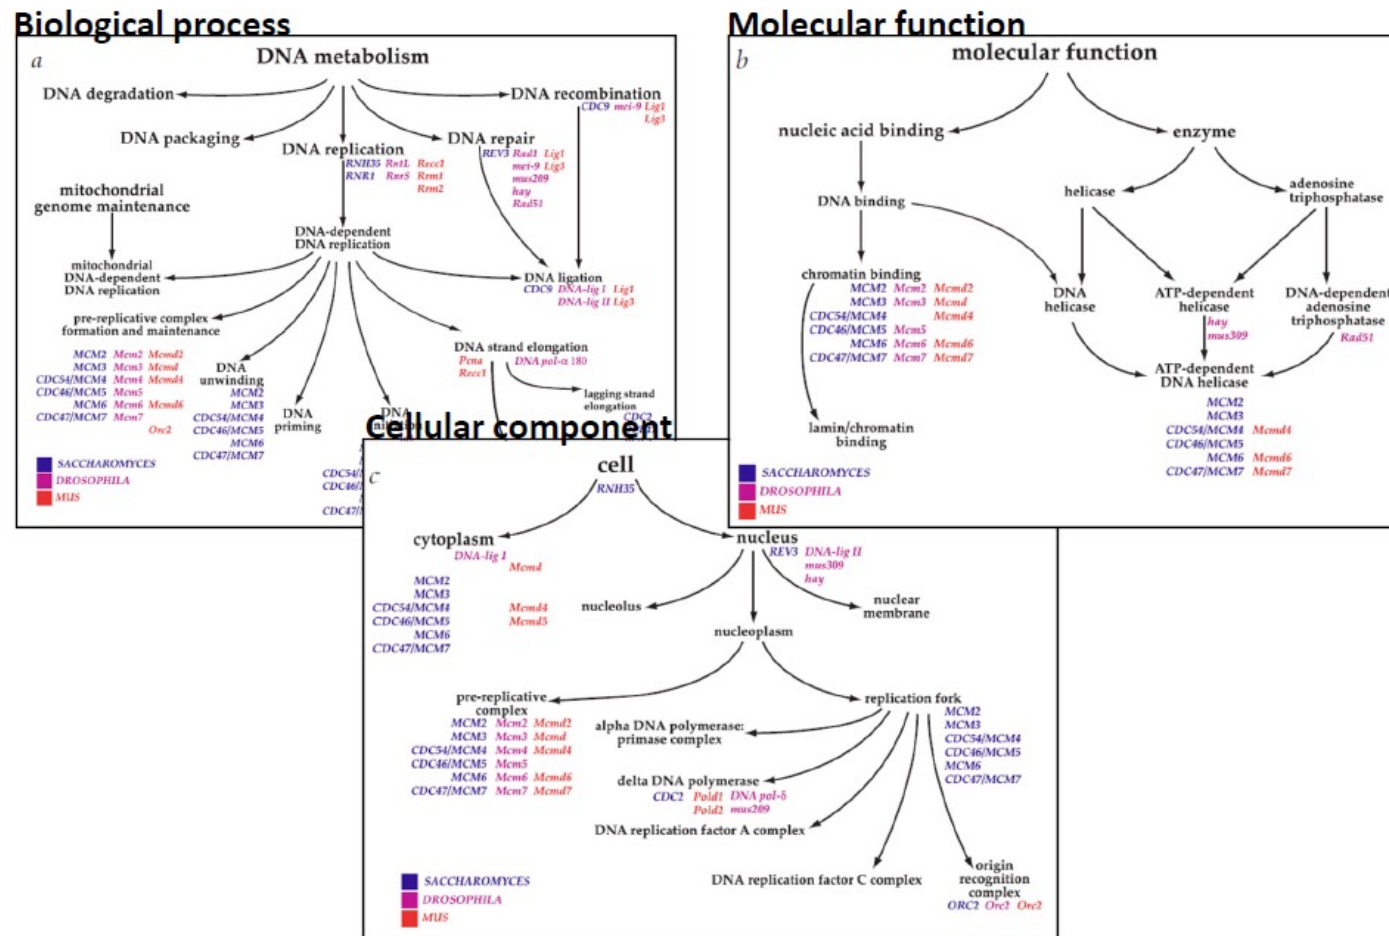 Biological process
a
DNA metabolism
DNA degradation
DNA recombination
CDC9 mei-9 Lig1
Lig3
DNA packaging
DNA repair
REV3 Rad1 Lig1
mei-9 Lig3
mus209
hay
Rad51
DNA replication
RNH35 RnrL Recc1
RNR1 RnrS Rrm1
Rrm2
mitochondrial
genome maintenance
DNA-dependent
DNA replication
mitochondrial
DNA-dependent
DNA replication
DNA ligation
CDC9 DNA-lig I Lig1
DNA-lig II Lig3
pre-replicative complex
formation and maintenance
MCM2 Mcm2 Mcmd2
MCM3 Mcm3 Mcmd
CDC54/MCM4 Mcm4 Mcmd4
CDC46/MCM5 Mcm5
MCM6 Mcm6 Mcmd6
CDC47/MCM7 Mcm7
Orc2
DNA
unwinding
MCM2
MCM3
CDC54/MCM4
CDC46/MCM5
MCM6
CDC47/MCM7
DNA
priming
DNA
DNA strand elongation
Pcna DNA pol-α 180
Recc1
lagging strand
elongation
CDC2
SACCHAROMYCES
DROSOPHILA
MUS
Molecular function
b
molecular function
nucleic acid binding
enzyme
DNA binding
helicase
adenosine
triphosphatase
chromatin binding
MCM2 Mcm2 Mcmd2
MCM3 Mcm3 Mcmd
CDC54/MCM4 Mcmd4
CDC46/MCM5 Mcm5
MCM6 Mcm6 Mcmd6
CDC47/MCM7 Mcm7 Mcmd7
DNA
helicase
ATP-dependent
helicase
hay
mus309
DNA-dependent
adenosine
triphosphatase
Rad51
ATP-dependent
DNA helicase
MCM2
MCM3
CDC54/MCM4 Mcmd4
CDC46/MCM5
MCM6 Mcmd6
CDC47/MCM7 Mcmd7
lamin/chromatin
binding
SACCHAROMYCES
DROSOPHILA
MUS
Cellular component
c
cell
RNH35
cytoplasm
DNA-lig I
Mcmd
MCM2
MCM3
CDC54/MCM4 Mcmd4
CDC46/MCM5 Mcmd5
MCM6
CDC47/MCM7
nucleus
REV3 DNA-lig II
mus309
hay
nucleolus
nuclear
membrane
nucleoplasm
pre-replicative
complex
MCM2 Mcm2 Mcmd2
MCM3 Mcm3 Mcmd
CDC54/MCM4 Mcm4 Mcmd4
CDC46/MCM5 Mcm5
MCM6 Mcm6 Mcmd6
CDC47/MCM7 Mcm7 Mcmd7
replication fork
MCM2
MCM3
CDC54/MCM4
CDC46/MCM5
MCM6
CDC47/MCM7
alpha DNA polymerase:
primase complex
delta DNA polymerase
CDC2 Pold1 DNA pol-δ
Pold2 mus209
DNA replication factor A complex
DNA replication factor C complex
origin
recognition
complex
ORC2 Orc2 Orc2
SACCHAROMYCES
DROSOPHILA
MUS